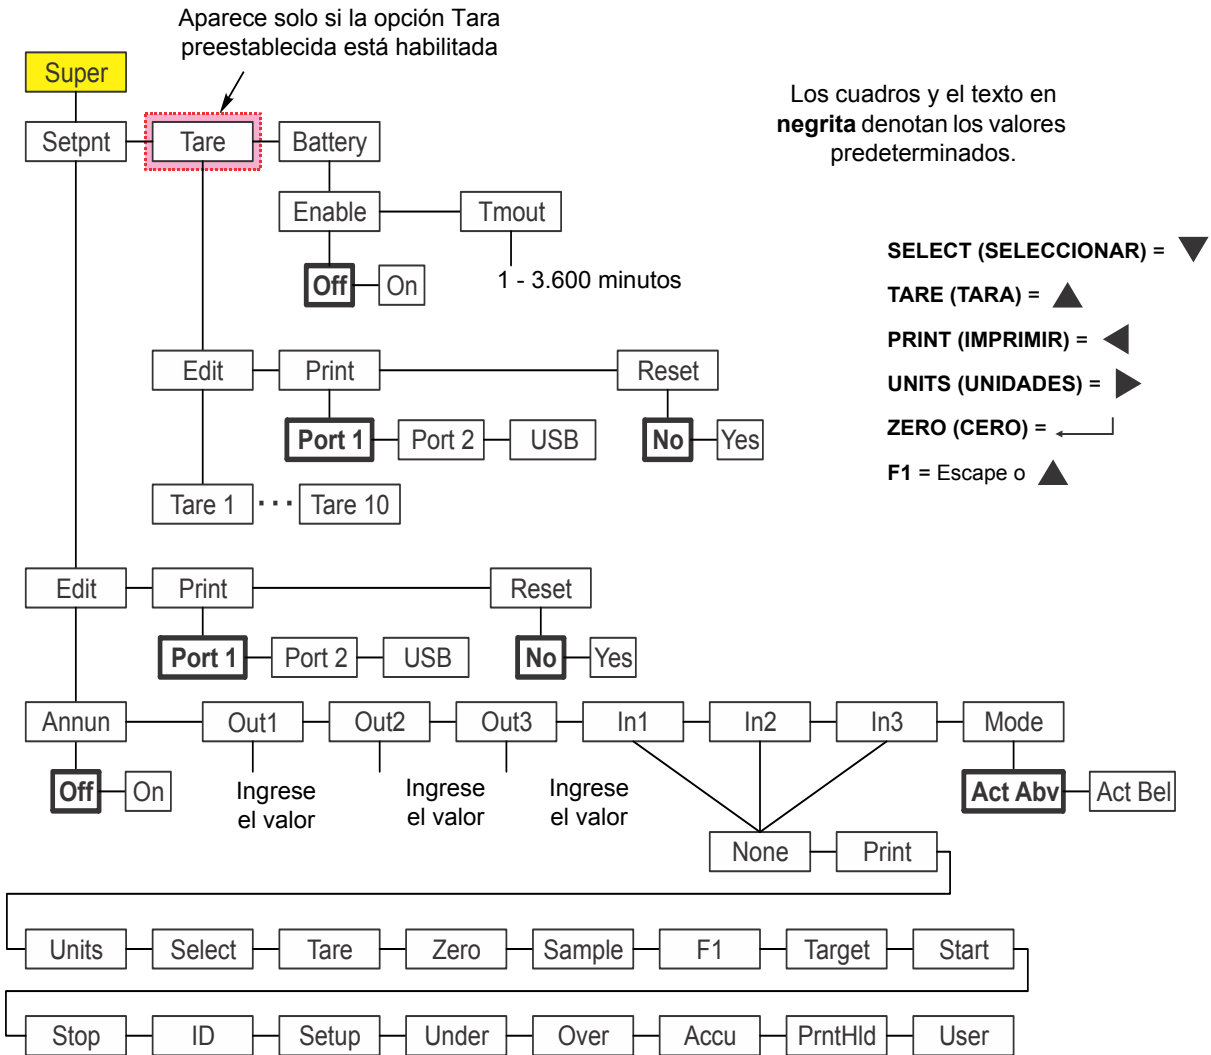 Aparece solo si la opción Tara
preestablecida está habilitada
Super
Los cuadros y el texto en
negrita denotan los valores
predeterminados.
Setpnt Tare Battery
Enable Tmout
SELECT (SELECCIONAR) = ▼
Off On 1 - 3.600 minutos
TARE (TARA) = ▲
PRINT (IMPRIMIR) = ◀
Edit Print Reset
UNITS (UNIDADES) = ▶
Port 1 Port 2 USB No Yes
ZERO (CERO) =
F1 = Escape o ▲
Tare 1 ··· Tare 10
Edit Print Reset
Port 1 Port 2 USB No Yes
Annun Out1 Out2 Out3 In1 In2 In3 Mode
Off On
Ingrese
el valor
Ingrese
el valor
Ingrese
el valor
Act Abv Act Bel
None Print
Units Select Tare Zero Sample F1 Target Start
Stop ID Setup Under Over Accu PrntHld User